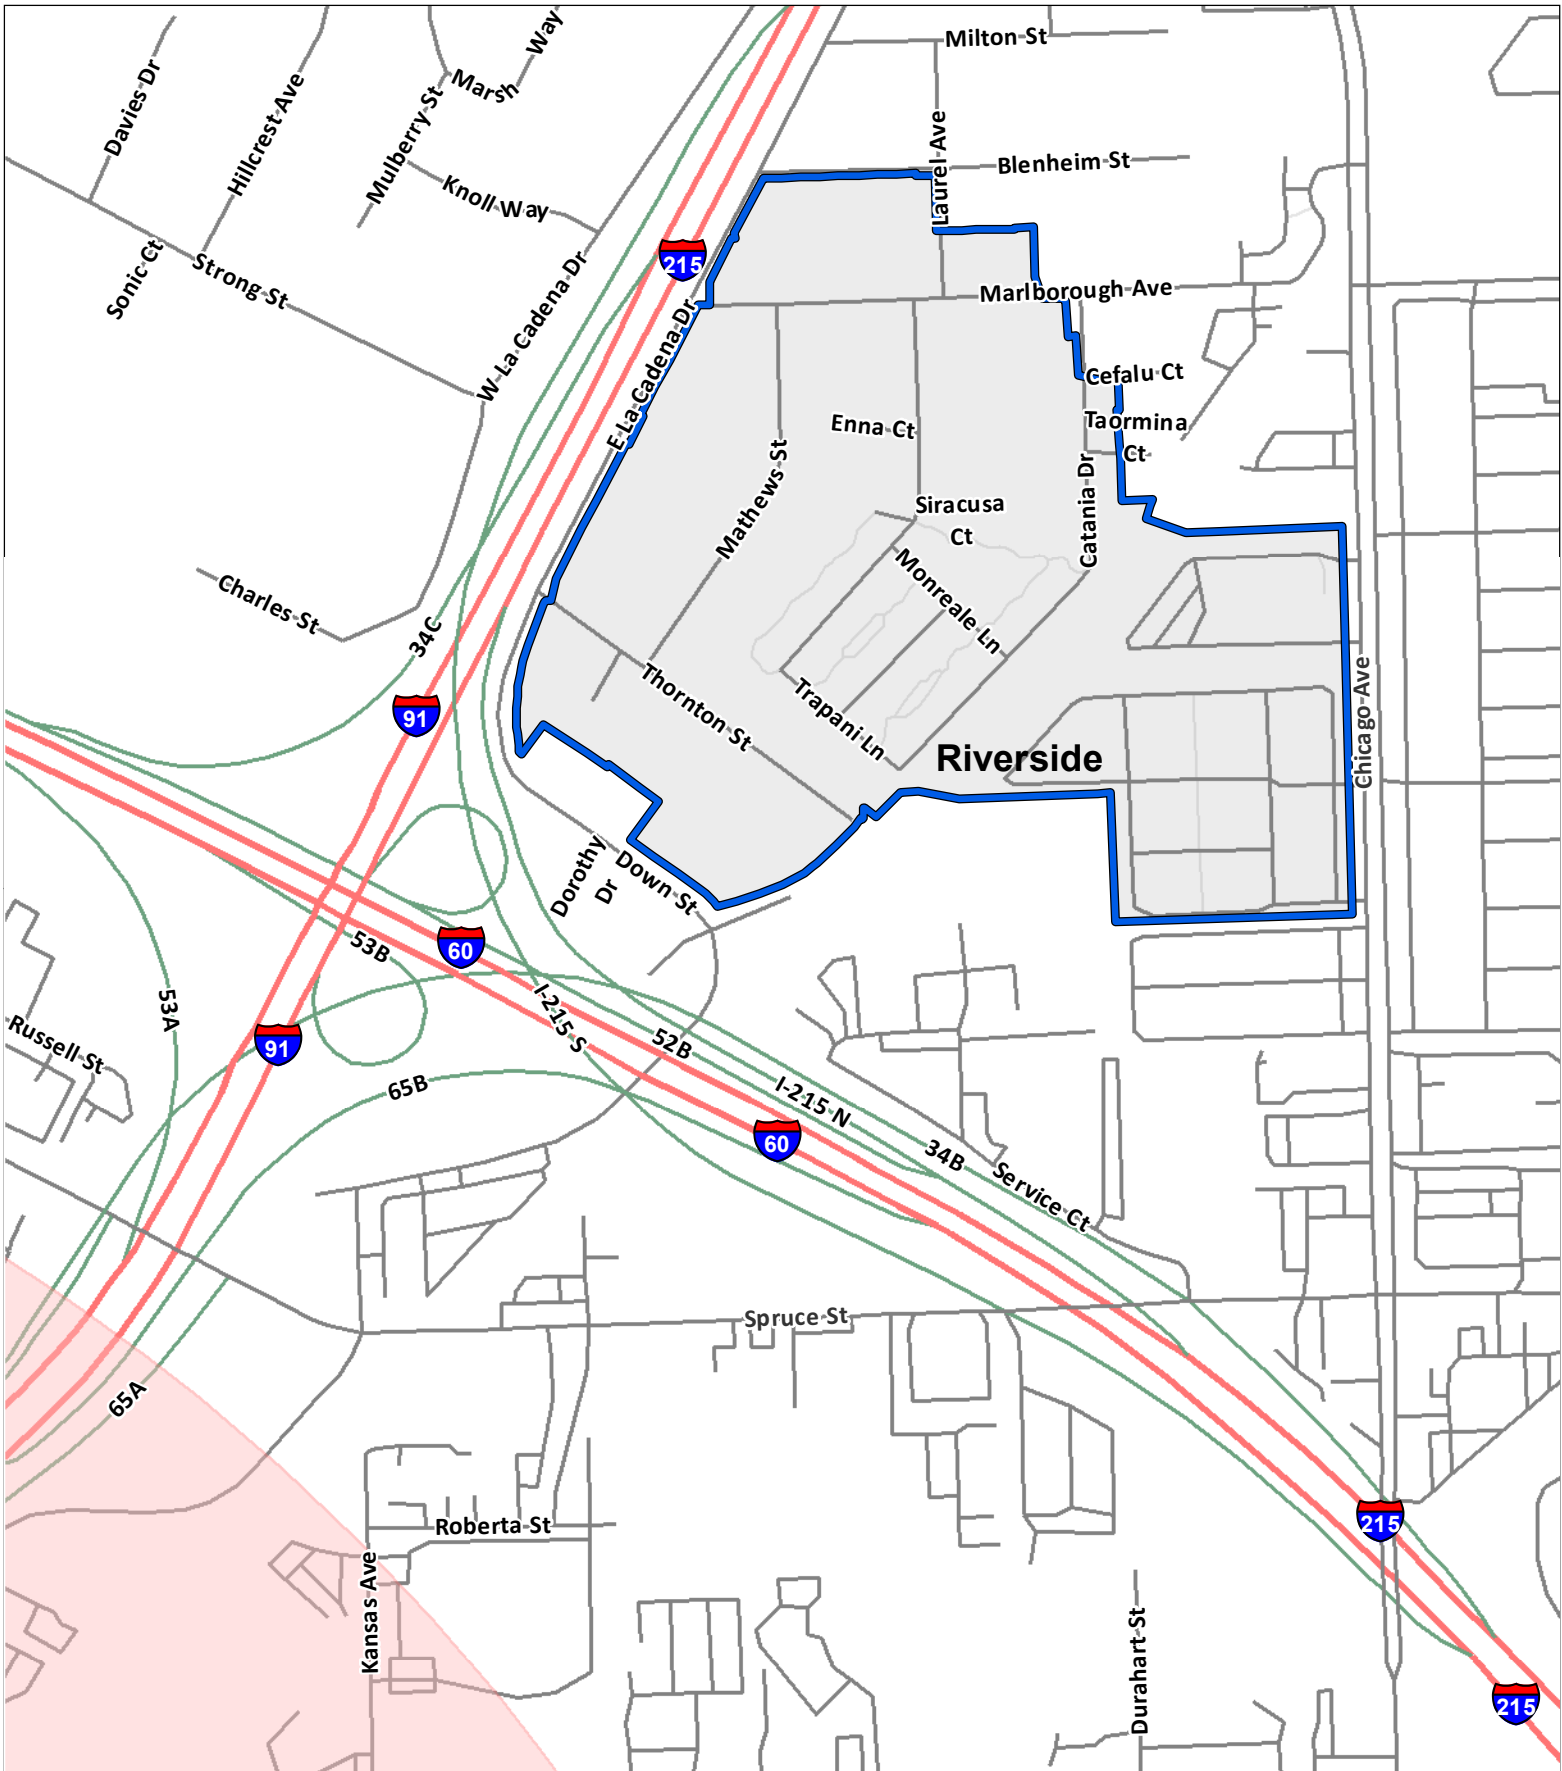 Milton St
Way
Marsh
Davies Dr
Hillcrest Ave
Mulberry St
Laurel Ave
Blenheim St
Knoll Way
Sonic Ct
Strong St
215
W La Cadena Dr
Marlborough Ave
E La Cadena Dr
Cefalu Ct
Enna Ct
Taormina
Ct
Mathews St
Siracusa
Ct
Catania Dr
Monreale Ln
Charles St
34C
Thornton St
Trapani Ln
91
Riverside
Chicago Ave
Dorothy
Dr
Down St
53B
60
53A
I-215 S
52B
Russell St
91
65B
I-215 N
60
34B
Service Ct
Spruce St
65A
215
Roberta St
Kansas Ave
Durahart St
215